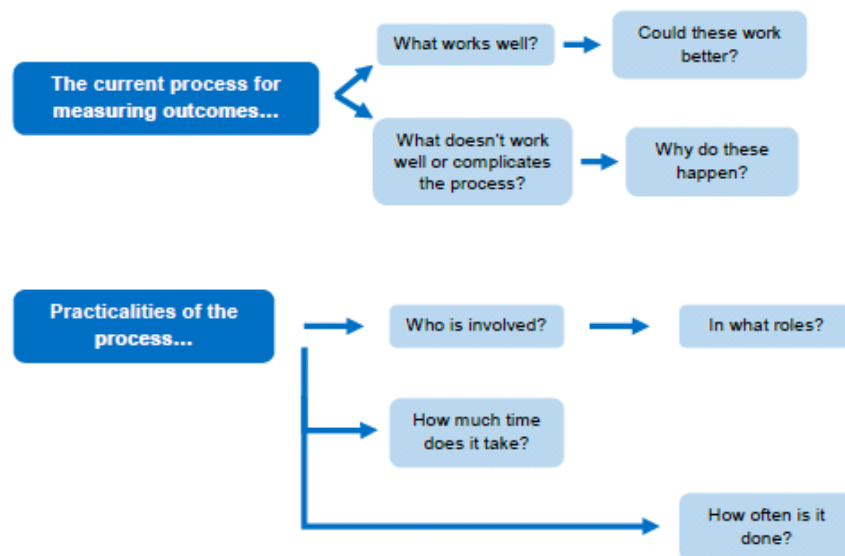 What works well?
Could these work
better?
The current process for
measuring outcomes...
What doesn't work
well or complicates
the process?
Why do these
happen?
Practicalities of the
process...
Who is involved?
In what roles?
How much time
does it take?
How often is it
done?